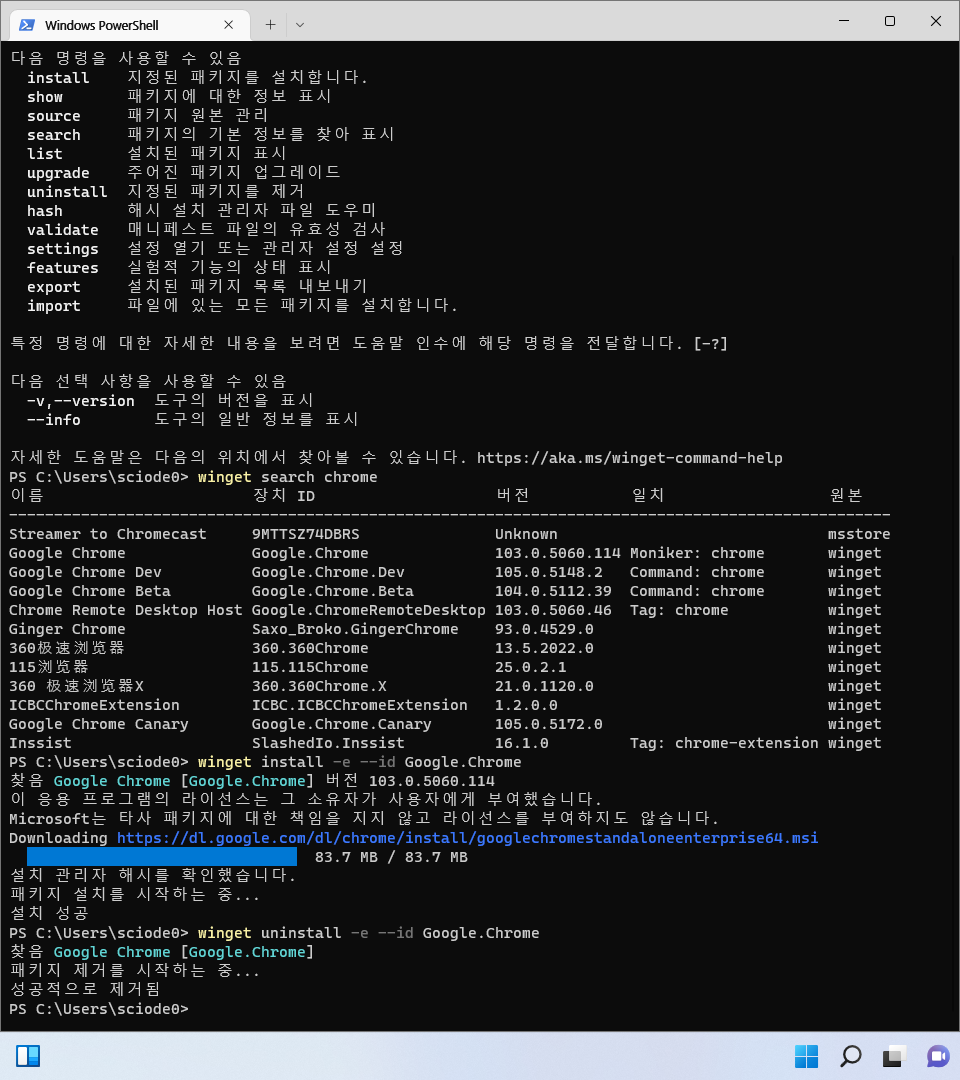 Windows PowerShell
다음 명령을 사용할 수 있음
install 지정된 패키지를 설치합니다.
show 패키지에 대한 정보 표시
source 패키지 원본 관리
search 패키지의 기본 정보를 찾아 표시
list 설치된 패키지 표시
upgrade 주어진 패키지 업그레이드
uninstall 지정된 패키지를 제거
hash 해시 설치 관리자 파일 도우미
validate 매니페스트 파일의 유효성 검사
settings 설정 열기 또는 관리자 설정 설정
features 실험적 기능의 상태 표시
export 설치된 패키지 목록 내보내기
import 파일에 있는 모든 패키지를 설치합니다.
특정 명령에 대한 자세한 내용을 보려면 도움말 인수에 해당 명령을 전달합니다. [-?]
다음 선택 사항을 사용할 수 있음
-v,--version 도구의 버전을 표시
--info 도구의 일반 정보를 표시
자세한 도움말은 다음의 위치에서 찾아볼 수 있습니다. https://aka.ms/winget-command-help
PS C:\Users\sciode0> winget search chrome
이름 장치 ID 버전 일치 원본
--------------------------------------------------------------------------------------------------
Streamer to Chromecast 9MTTSZ74DBRS Unknown msstore
Google Chrome Google.Chrome 103.0.5060.114 Moniker: chrome winget
Google Chrome Dev Google.Chrome.Dev 105.0.5148.2 Command: chrome winget
Google Chrome Beta Google.Chrome.Beta 104.0.5112.39 Command: chrome winget
Chrome Remote Desktop Host Google.ChromeRemoteDesktop 103.0.5060.46 Tag: chrome winget
Ginger Chrome Saxo_Broko.GingerChrome 93.0.4529.0 winget
360极速浏览器 360.360Chrome 13.5.2022.0 winget
115浏览器 115.115Chrome 25.0.2.1 winget
360 极速浏览器X 360.360Chrome.X 21.0.1120.0 winget
ICBCChromeExtension ICBC.ICBCChromeExtension 1.2.0.0 winget
Google Chrome Canary Google.Chrome.Canary 105.0.5172.0 winget
Inssist SlashedIo.Inssist 16.1.0 Tag: chrome-extension winget
PS C:\Users\sciode0> winget install -e --id Google.Chrome
찾음 Google Chrome [Google.Chrome] 버전 103.0.5060.114
이 응용 프로그램의 라이선스는 그 소유자가 사용자에게 부여했습니다.
Microsoft는 타사 패키지에 대한 책임을 지지 않고 라이선스를 부여하지도 않습니다.
Downloading https://dl.google.com/dl/chrome/install/googlechromestandaloneenterprise64.msi
83.7 MB / 83.7 MB
설치 관리자 해시를 확인했습니다.
패키지 설치를 시작하는 중...
설치 성공
PS C:\Users\sciode0> winget uninstall -e --id Google.Chrome
찾음 Google Chrome [Google.Chrome]
패키지 제거를 시작하는 중...
성공적으로 제거됨
PS C:\Users\sciode0>